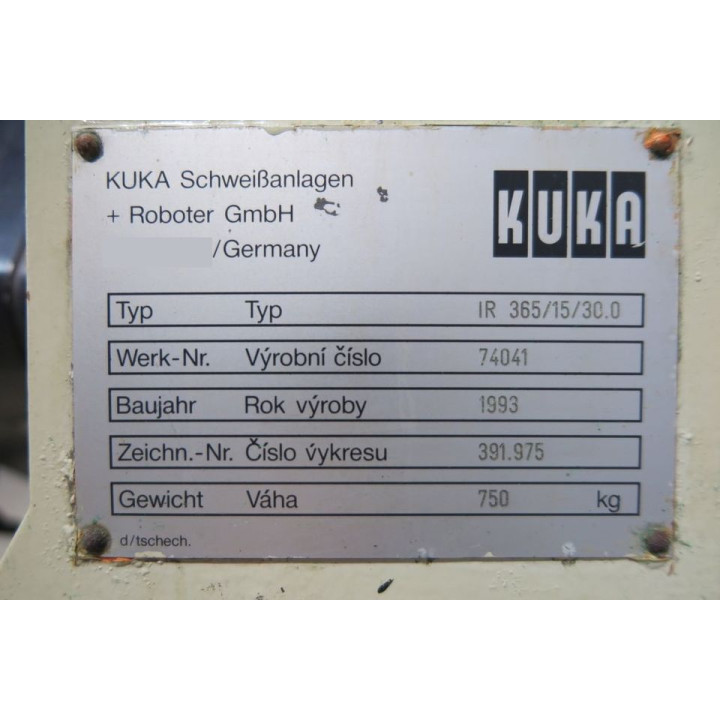 KUKA Schweißanlagen
+ Roboter GmbH
/Germany
KUKA
Typ Typ IR 365/15/30.0
Werk-Nr. Výrobní číslo 74041
Baujahr Rok výroby 1993
Zeichn.-Nr. Číslo výkresu 391.975
Gewicht Váha 750 kg
d/tschech.